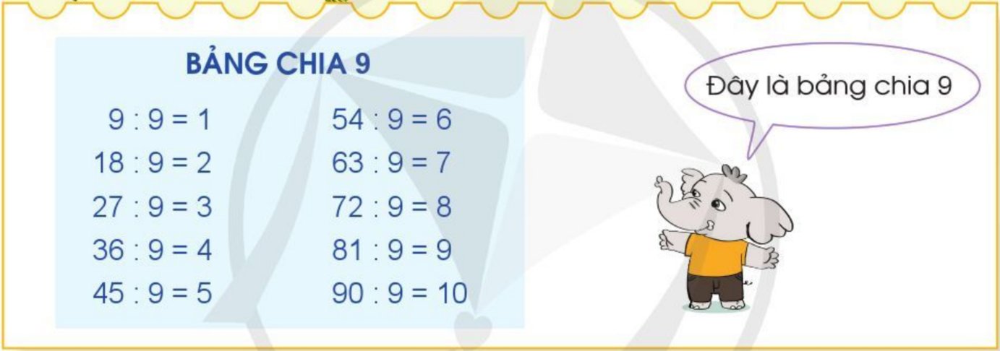 BẢNG CHIA 9
9 : 9 = 1
18 : 9 = 2
27 : 9 = 3
36 : 9 = 4
45 : 9 = 5
54 : 9 = 6
63 : 9 = 7
72 : 9 = 8
81 : 9 = 9
90 : 9 = 10
Đây là bảng chia 9